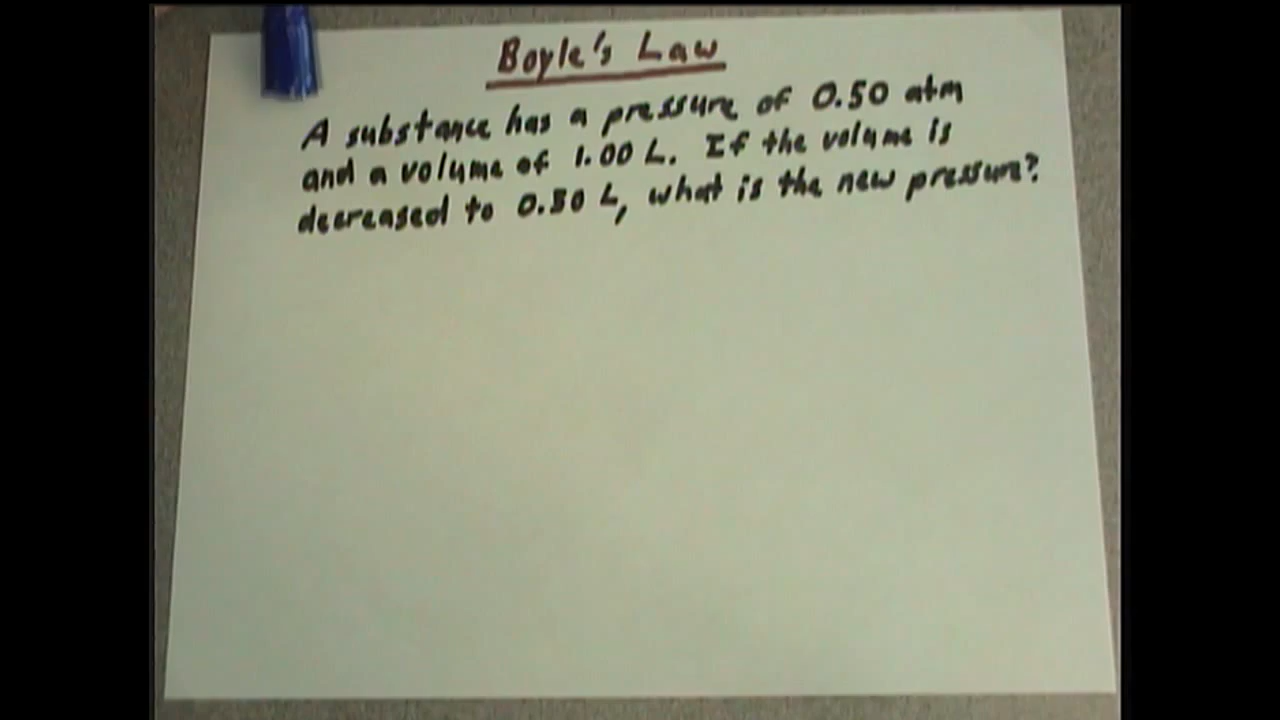 Boyle's Law
A substance has a pressure of 0.50 atm
and a volume of 1.00 L. If the volume is
decreased to 0.50 L, what is the new pressure?